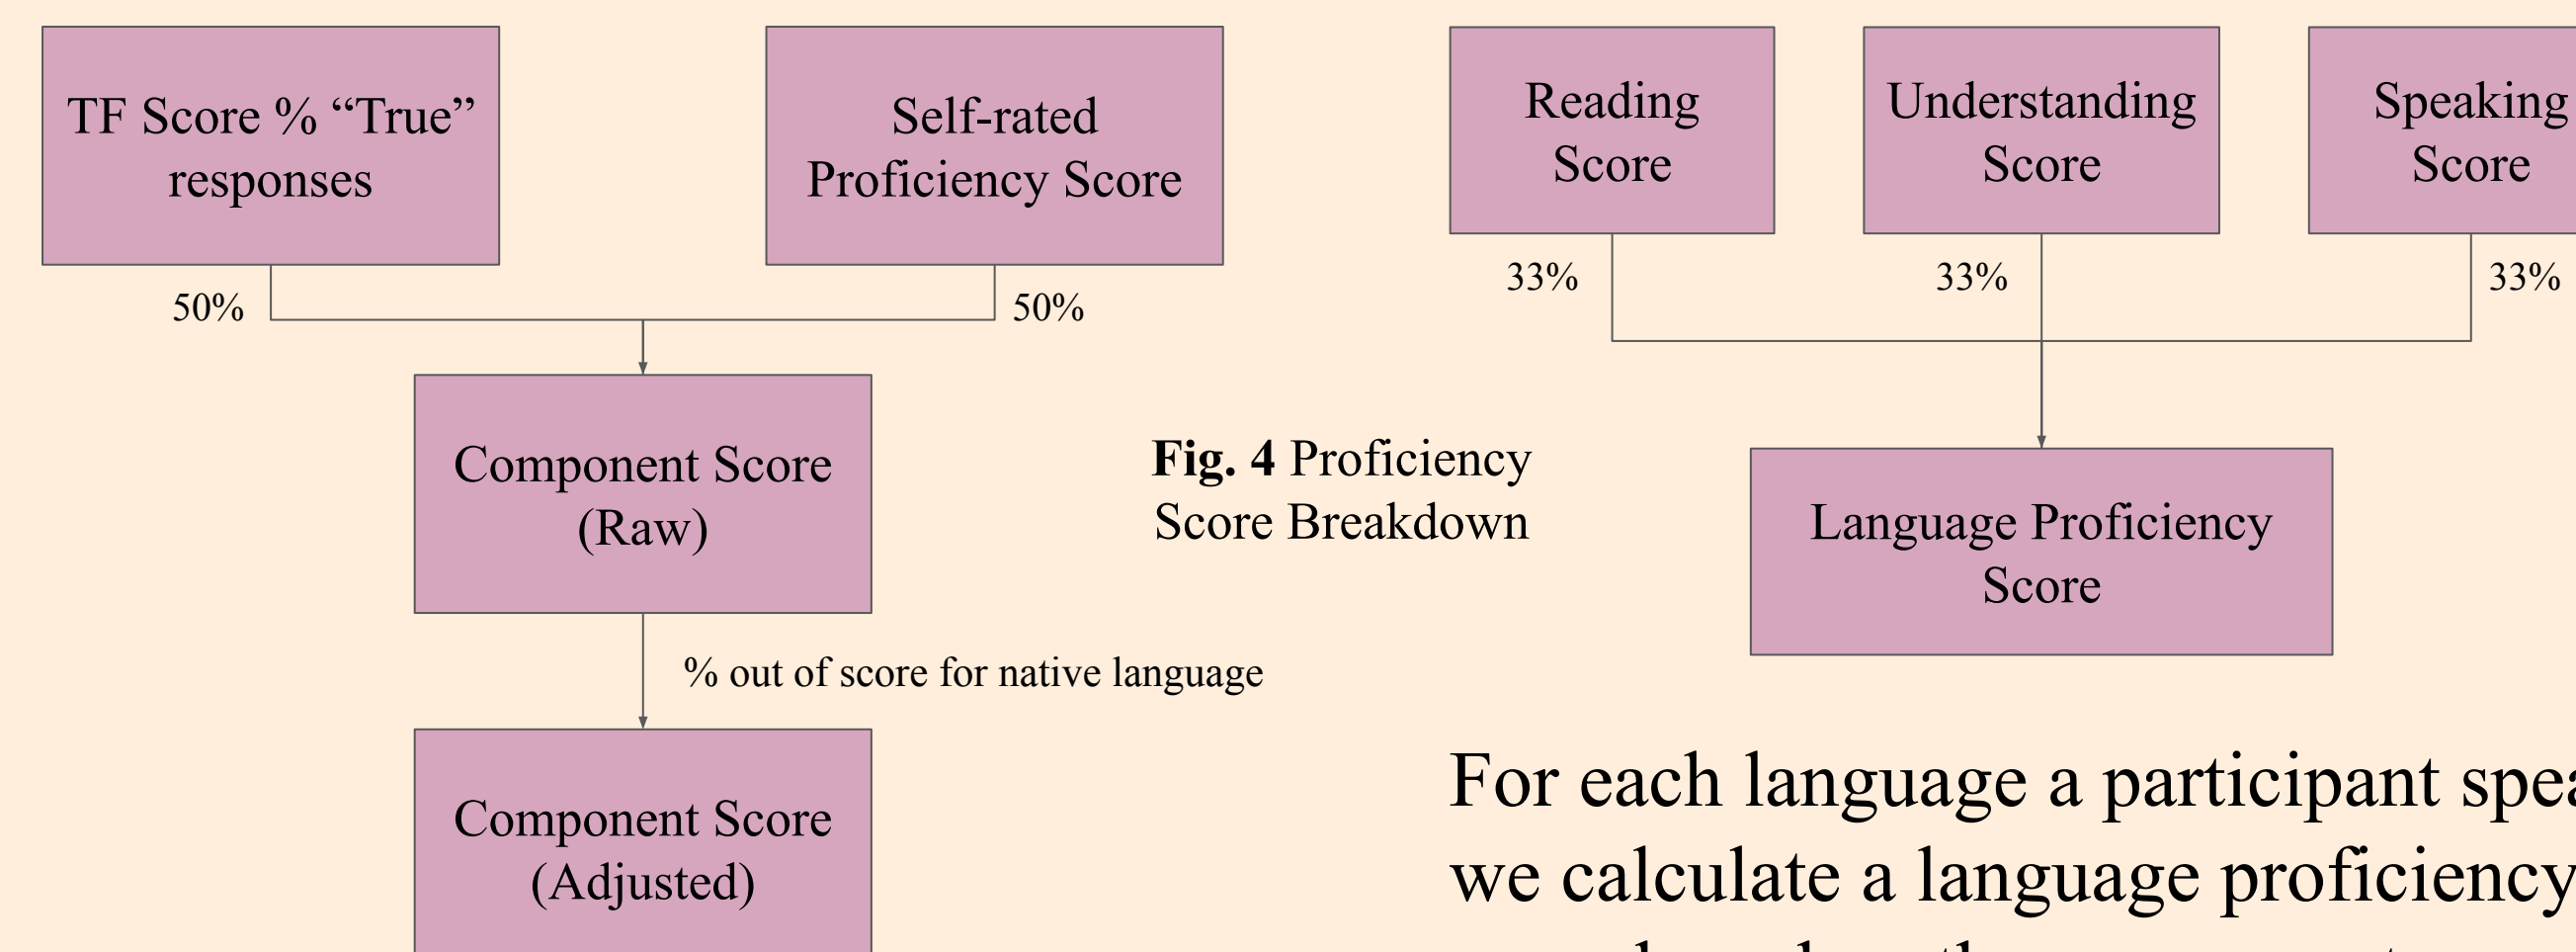 TF Score % “True”
responses
Self-rated
Proficiency Score
50%
50%
Component Score
(Raw)
% out of score for native language
Component Score
(Adjusted)
Fig. 4 Proficiency
Score Breakdown
Reading
Score
Understanding
Score
Speaking
Score
33%
33%
33%
Language Proficiency
Score
For each language a participant
we calculate a language proficiency